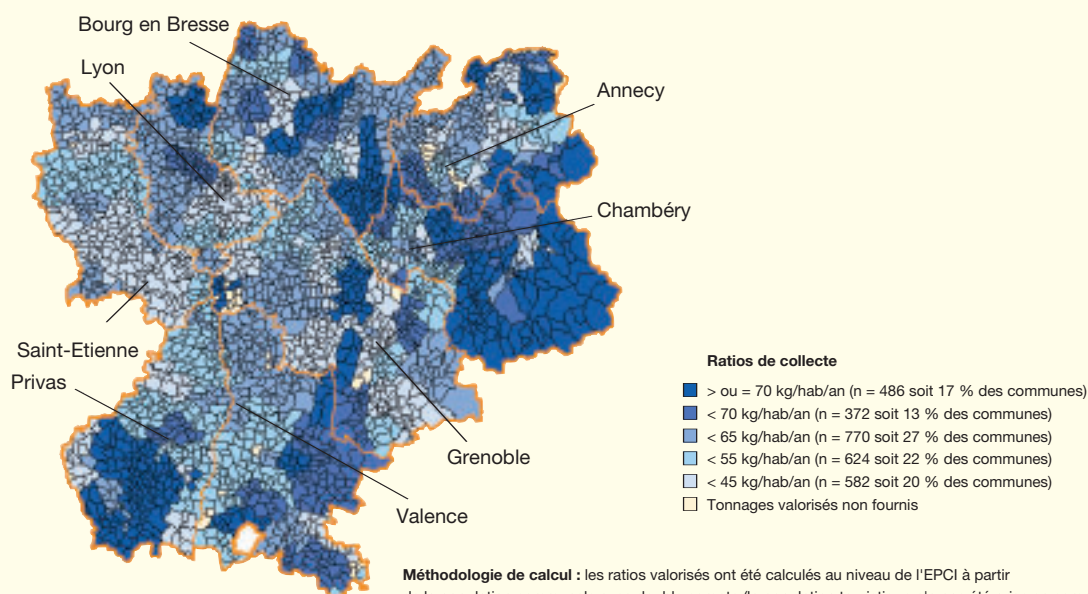 Bourg en Bresse
Lyon
Annecy
Chambéry
Saint-Etienne
Privas
Grenoble
Valence
Ratios de collecte
> ou = 70 kg/hab/an (n = 486 soit 17 % des communes)
< 70 kg/hab/an (n = 372 soit 13 % des communes)
< 65 kg/hab/an (n = 770 soit 27 % des communes)
< 55 kg/hab/an (n = 624 soit 22 % des communes)
< 45 kg/hab/an (n = 582 soit 20 % des communes)
Tonnages valorisés non fournis
Méthodologie de calcul : les ratios valorisés ont été calculés au niveau de l'EPCI à partir